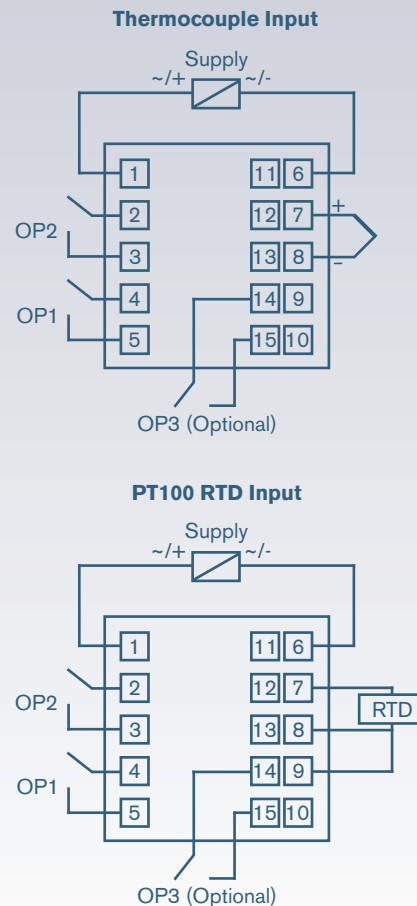 Thermocouple Input
Supply
~/+ ~/-
1 11 6
2 12 7 +
OP2
3 13 8 –
4 14 9
OP1
5 15 10
OP3 (Optional)
PT100 RTD Input
Supply
~/+ ~/-
1 11 6
2 12 7
OP2 RTD
3 13 8
4 14 9
OP1
5 15 10
OP3 (Optional)